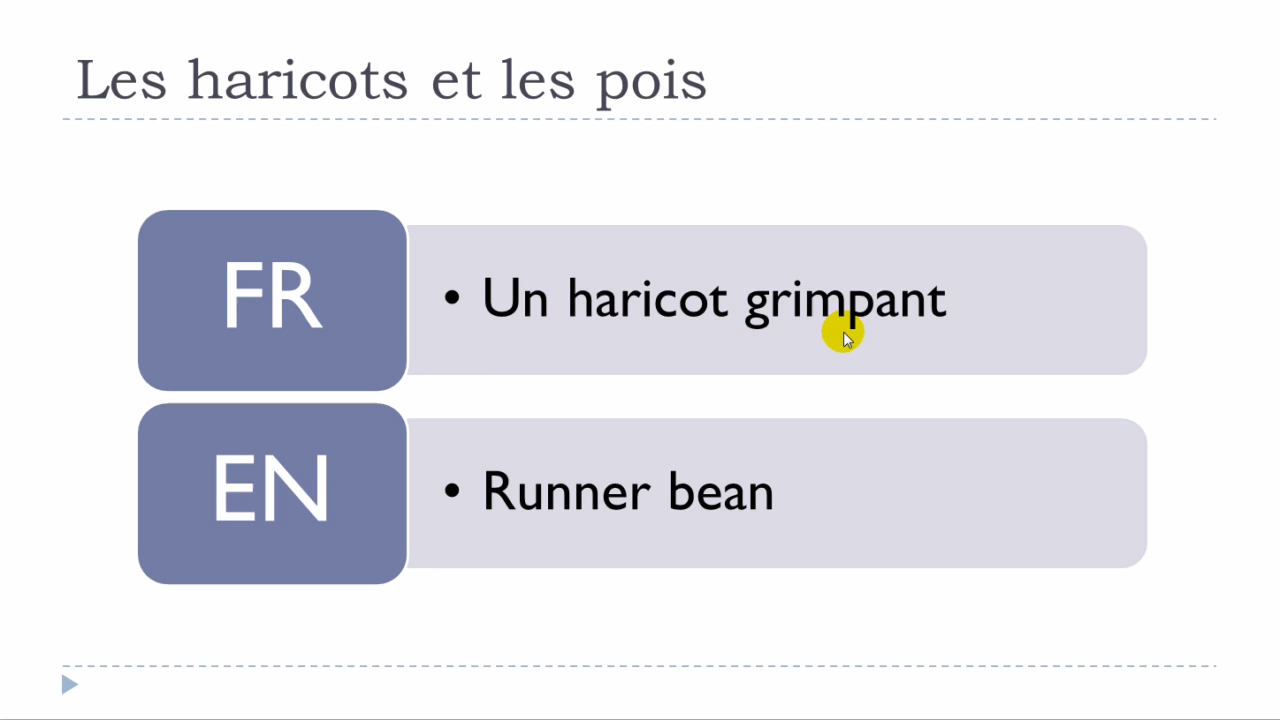 Les haricots et les pois
FR
• Un haricot grimpant
EN
• Runner bean